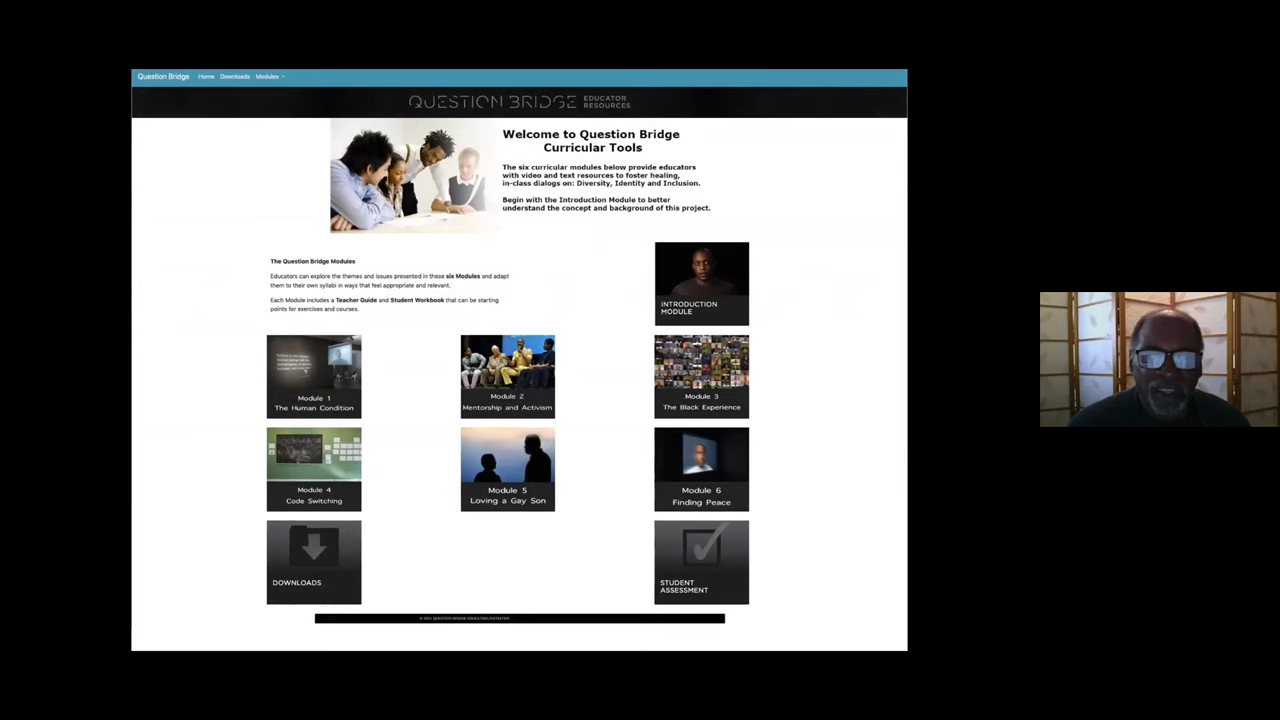 Question Bridge Home Downloads Modules
QUESTION BRIDGE EDUCATOR
RESOURCES
Welcome to Question Bridge
Curricular Tools
The six curricular modules below provide educators
with video and text resources to foster healing,
in-class dialogs on: Diversity, Identity and Inclusion.
Begin with the Introduction Module to better
understand the concept and background of this project.
The Question Bridge Modules
Educators can explore the themes and issues presented in these six Modules and adapt
them to their own syllabi in ways that feel appropriate and relevant.
Each Module includes a Teacher Guide and Student Workbook that can be starting
points for exercises and courses.
INTRODUCTION
MODULE
Module 1
The Human Condition
Module 2
Mentorship and Activism
Module 3
The Black Experience
Module 4
Code Switching
Module 5
Loving a Gay Son
Module 6
Finding Peace
DOWNLOADS
STUDENT
ASSESSMENT
© 2021 QUESTION BRIDGE EDUCATION INITIATIVE